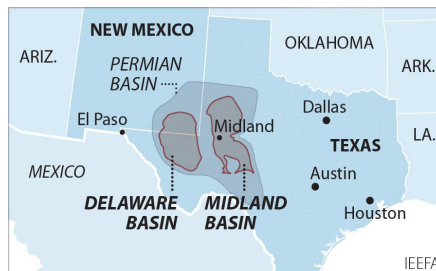 NEW MEXICO
OKLAHOMA
ARIZ.
PERMIAN
BASIN
ARK.
El Paso
Midland
Dallas
LA.
TEXAS
MEXICO
Austin
DELAWARE
BASIN
MIDLAND
BASIN
Houston
IEEFA